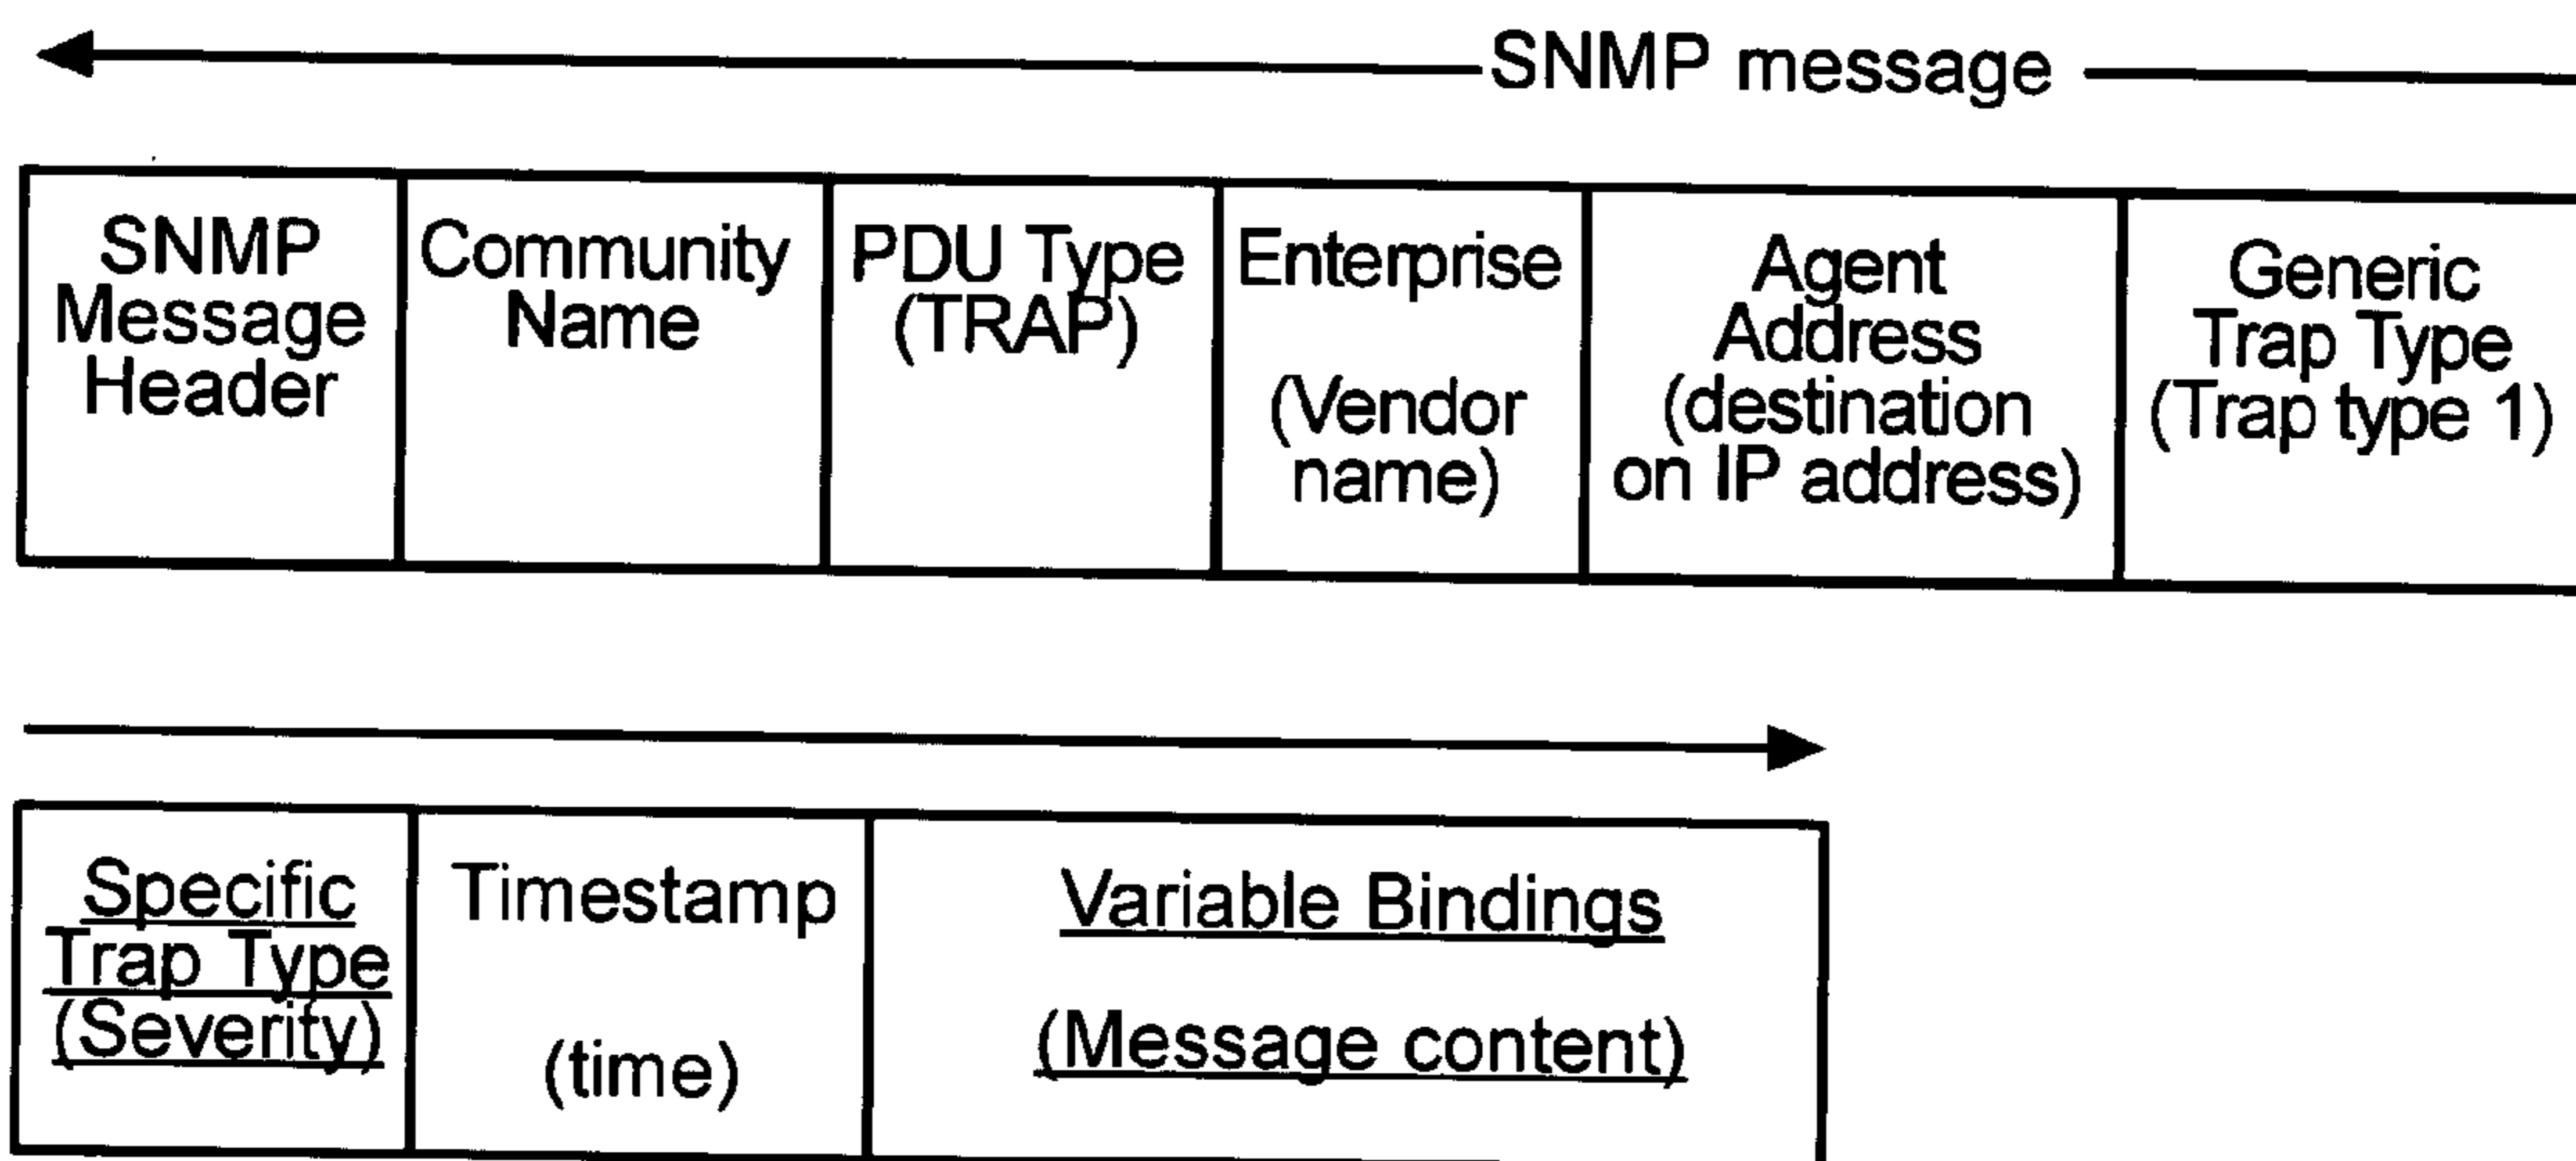 SNMP message
SNMP
Message
Header
Community
Name
PDU Type
(TRAP)
Enterprise
(Vendor
name)
Agent
Address
(destination
on IP address)
Generic
Trap Type
(Trap type 1)
Specific
Trap Type
(Severity)
Timestamp
(time)
Variable Bindings
(Message content)